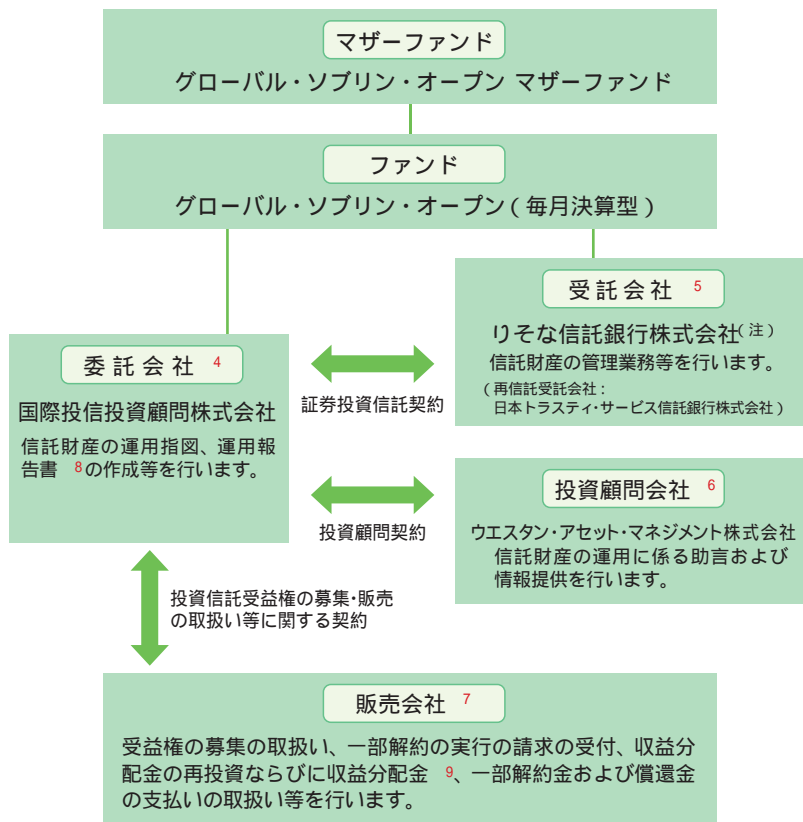 マザーファンド
グローバル・ソブリン・オープン マザーファンド
ファンド
グローバル・ソブリン・オープン（毎月決算型）
受託会社 5
りそな信託銀行株式会社（注）
信託財産の管理業務等を行います。
（再信託受託会社：
日本トラスティ・サービス信託銀行株式会社）
委託会社 4
国際投信投資顧問株式会社
信託財産の運用指図、運用報
告書 8の作成等を行います。
証券投資信託契約
投資顧問会社 6
ウエスタン・アセット・マネジメント株式会社
信託財産の運用に係る助言および
情報提供を行います。
投資顧問契約
投資信託受益権の募集・販売
の取扱い等に関する契約
販売会社 7
受益権の募集の取扱い、一部解約の実行の請求の受付、収益分
配金の再投資ならびに収益分配金 9、一部解約金および償還金
の支払いの取扱い等を行います。